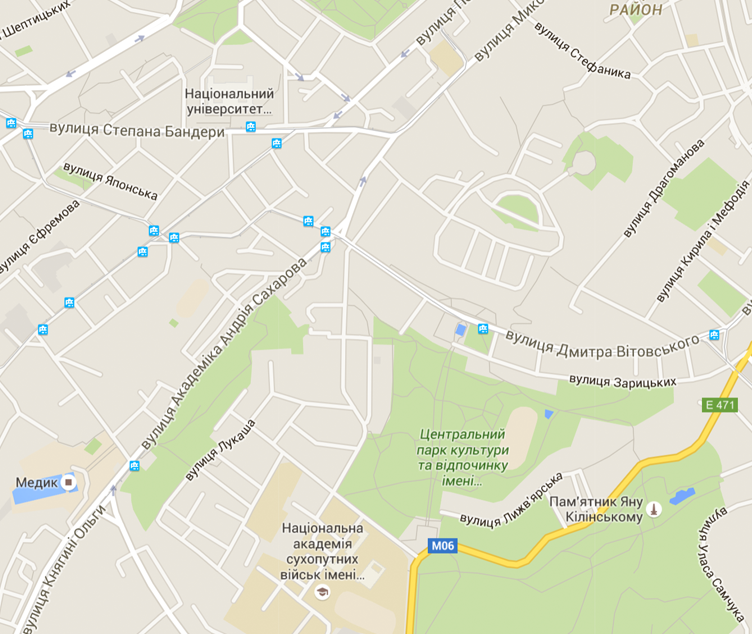 Шептицьких
РАЙОН
вулиця П
вулиця Мико
вулиця Стефаника
Національний
університет...
вулиця Степана Бандери
вулиця Японська
вулиця Драгоманова
вулиця Єфремова
вулиця Кирила і Мефодія
вулиця Академіка Андрія Сахарова
вулиця Дмитра Вітовського
вулиця Зарицьких
E 471
вулиця Лукаша
Центральний
парк культури
та відпочинку
імені...
Медик
вулиця Лижв'ярська
Пам'ятник Яну
Кілінському
вулиця Княгині Ольги
Національна
академія
сухопутних
військ імені...
M06
вулиця Уласа Самчука